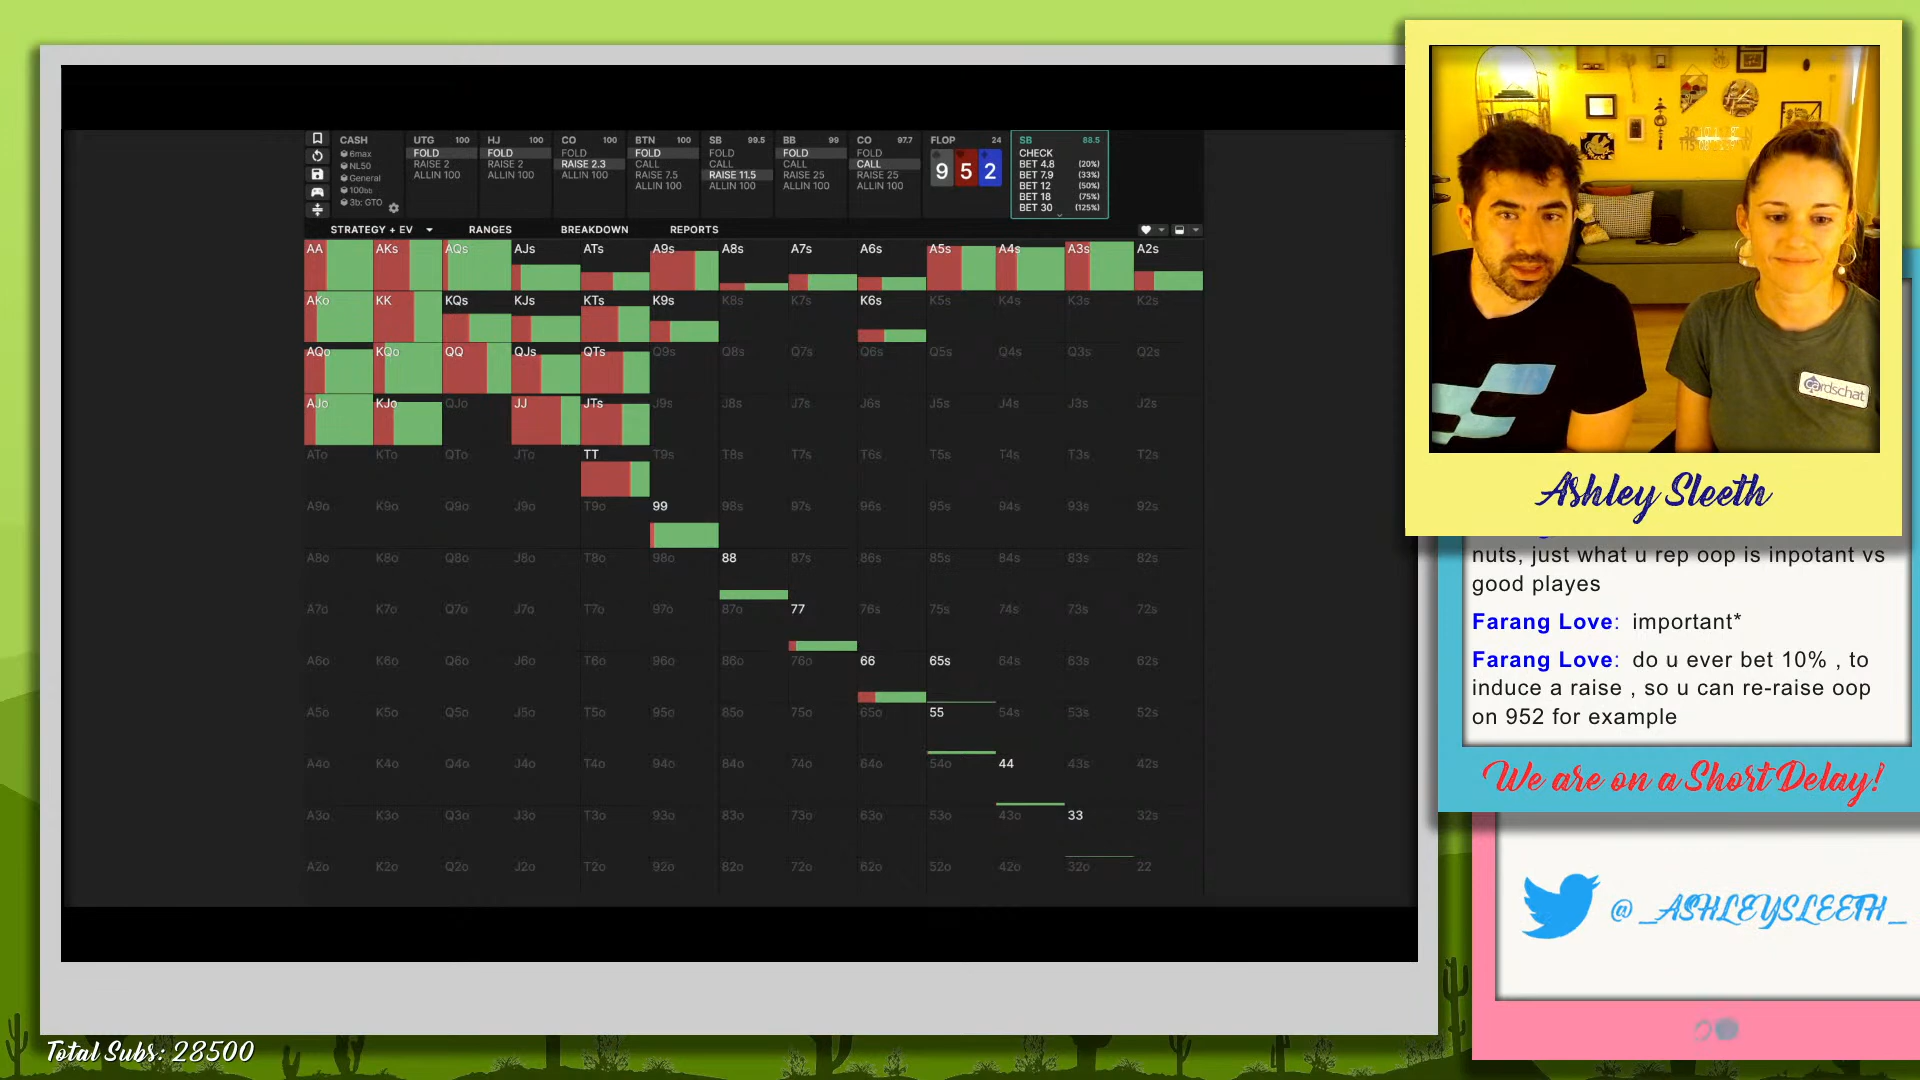 CASH
6max
NL50
General
100bb
3b: GTO
UTG 100
FOLD
RAISE 2
ALLIN 100
HJ 100
FOLD
RAISE 2
ALLIN 100
CO 100
FOLD
RAISE 2.3
ALLIN 100
BTN 100
FOLD
CALL
RAISE 7.5
ALLIN 100
SB 99.5
FOLD
CALL
RAISE 11.5
ALLIN 100
BB 99
FOLD
CALL
RAISE 25
ALLIN 100
CO 97.7
FOLD
CALL
RAISE 25
ALLIN 100
FLOP 24
9 5 2
SB 88.5
CHECK
BET 4.8 (20%)
BET 7.9 (33%)
BET 12 (50%)
BET 18 (75%)
BET 30 (125%)
STRATEGY + EV RANGES BREAKDOWN REPORTS
AA AKs AQs AJs ATs A9s A8s A7s A6s A5s A4s A3s A2s
AKo KK KQs KJs KTs K9s K8s K7s K6s K5s K4s K3s K2s
AQo KQo QQ QJs QTs Q9s Q8s Q7s Q6s Q5s Q4s Q3s Q2s
AJo KJo QJo JJ JTs J9s J8s J7s J6s J5s J4s J3s J2s
ATo KTo QTo JTo TT T9s T8s T7s T6s T5s T4s T3s T2s
A9o K9o Q9o J9o T9o 99 98s 97s 96s 95s 94s 93s 92s
A8o K8o Q8o J8o T8o 98o 88 87s 86s 85s 84s 83s 82s
A7o K7o Q7o J7o T7o 97o 87o 77 76s 75s 74s 73s 72s
A6o K6o Q6o J6o T6o 96o 86o 76o 66 65s 64s 63s 62s
A5o K5o Q5o J5o T5o 95o 85o 75o 65o 55 54s 53s 52s
A4o K4o Q4o J4o T4o 94o 84o 74o 64o 54o 44 43s 42s
A3o K3o Q3o J3o T3o 93o 83o 73o 63o 53o 43o 33 32s
A2o K2o Q2o J2o T2o 92o 82o 72o 62o 52o 42o 32o 22
cardschat
Ashley Sleeth
nuts, just what u rep oop is inpotant vs
good playes
Farang Love: important*
Farang Love: do u ever bet 10% , to
induce a raise , so u can re-raise oop
on 952 for example
We are on a Short Delay!
@_ASHLEYSLEETH_
Total Subs: 28500